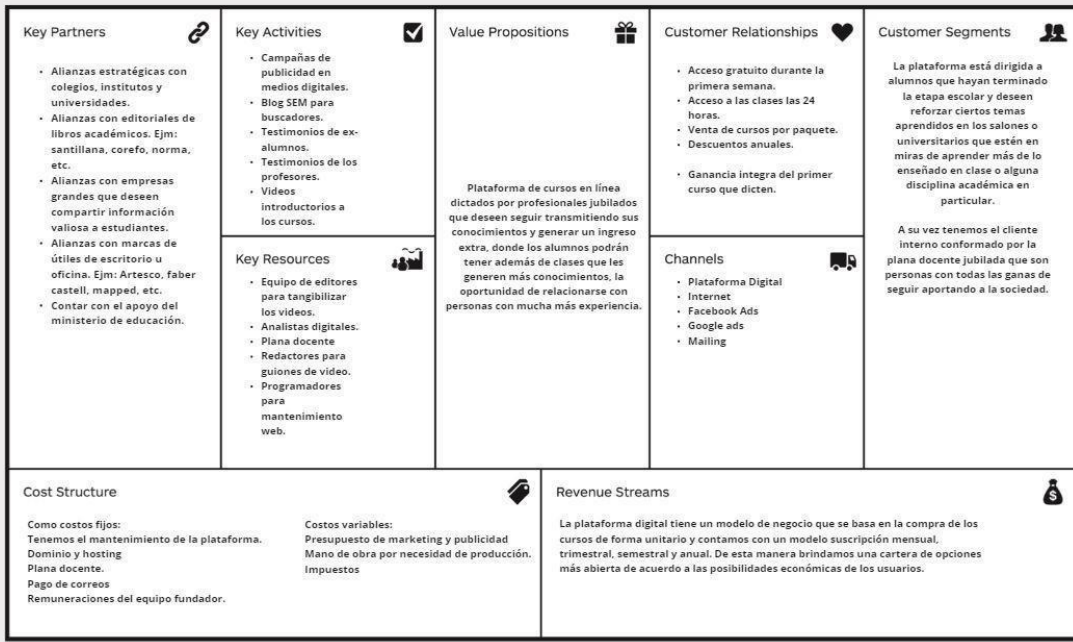 Key Partners
• Alianzas estratégicas con
colegios, institutos y
universidades.
• Alianzas con editoriales de
libros académicos. Ejm:
santillana, corefo, norma,
etc.
• Alianzas con empresas
grandes que deseen
compartir información
valiosa a estudiantes.
• Alianzas con marcas de
útiles de escritorio u
oficina. Ejm: Artesco, faber
castell, mapped, etc.
• Contar con el apoyo del
ministerio de educación.
Key Activities
• Campañas de
publicidad en
medios digitales.
• Blog SEM para
buscadores.
• Testimonios de ex-
alumnos.
• Testimonios de los
profesores.
• Videos
introductorios a
los cursos.
Key Resources
• Equipo de editores
para tangibilizar
los videos.
• Analistas digitales.
• Plana docente
• Redactores para
guiones de video.
• Programadores
para
mantenimiento
web.
Value Propositions
Plataforma de cursos en línea
dictados por profesionales jubilados
que deseen seguir transmitiendo sus
conocimientos y generar un ingreso
extra, donde los alumnos podrán
tener además de clases que les
generen más conocimientos, la
oportunidad de relacionarse con
personas con mucha más experiencia.
Customer Relationships
• Acceso gratuito durante la
primera semana.
• Acceso a las clases las 24
horas.
• Venta de cursos por paquete.
• Descuentos anuales.
• Ganancia integra del primer
curso que dicten.
Channels
• Plataforma Digital
• Internet
• Facebook Ads
• Google ads
• Mailing
Customer Segments
La plataforma está dirigida a
alumnos que hayan terminado
la etapa escolar y deseen
reforzar ciertos temas
aprendidos en los salones o
universitarios que estén en
miras de aprender más de lo
enseñado en clase o alguna
disciplina académica en
particular.
A su vez tenemos el cliente
interno conformado por la
plana docente jubilada que son
personas con todas las ganas de
seguir aportando a la sociedad.
Cost Structure
Como costos fijos:
Tenemos el mantenimiento de la plataforma.
Dominio y hosting
Plana docente.
Pago de correos
Remuneraciones del equipo fundador.
Costos variables:
Presupuesto de marketing y publicidad
Mano de obra por necesidad de producción.
Impuestos
Revenue Streams
$
La plataforma digital tiene un modelo de negocio que se basa en la compra de los
cursos de forma unitario y contamos con un modelo suscripción mensual,
trimestral, semestral y anual. De esta manera brindamos una cartera de opciones
más abierta de acuerdo a las posibilidades económicas de los usuarios.